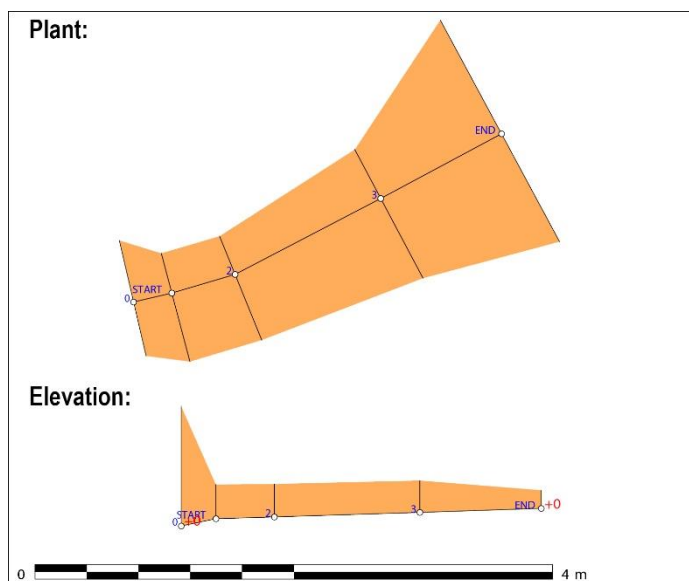 Plant:
END
3
2
START
0
Elevation:
START
0 +0
2
3
END +0
0 4 m